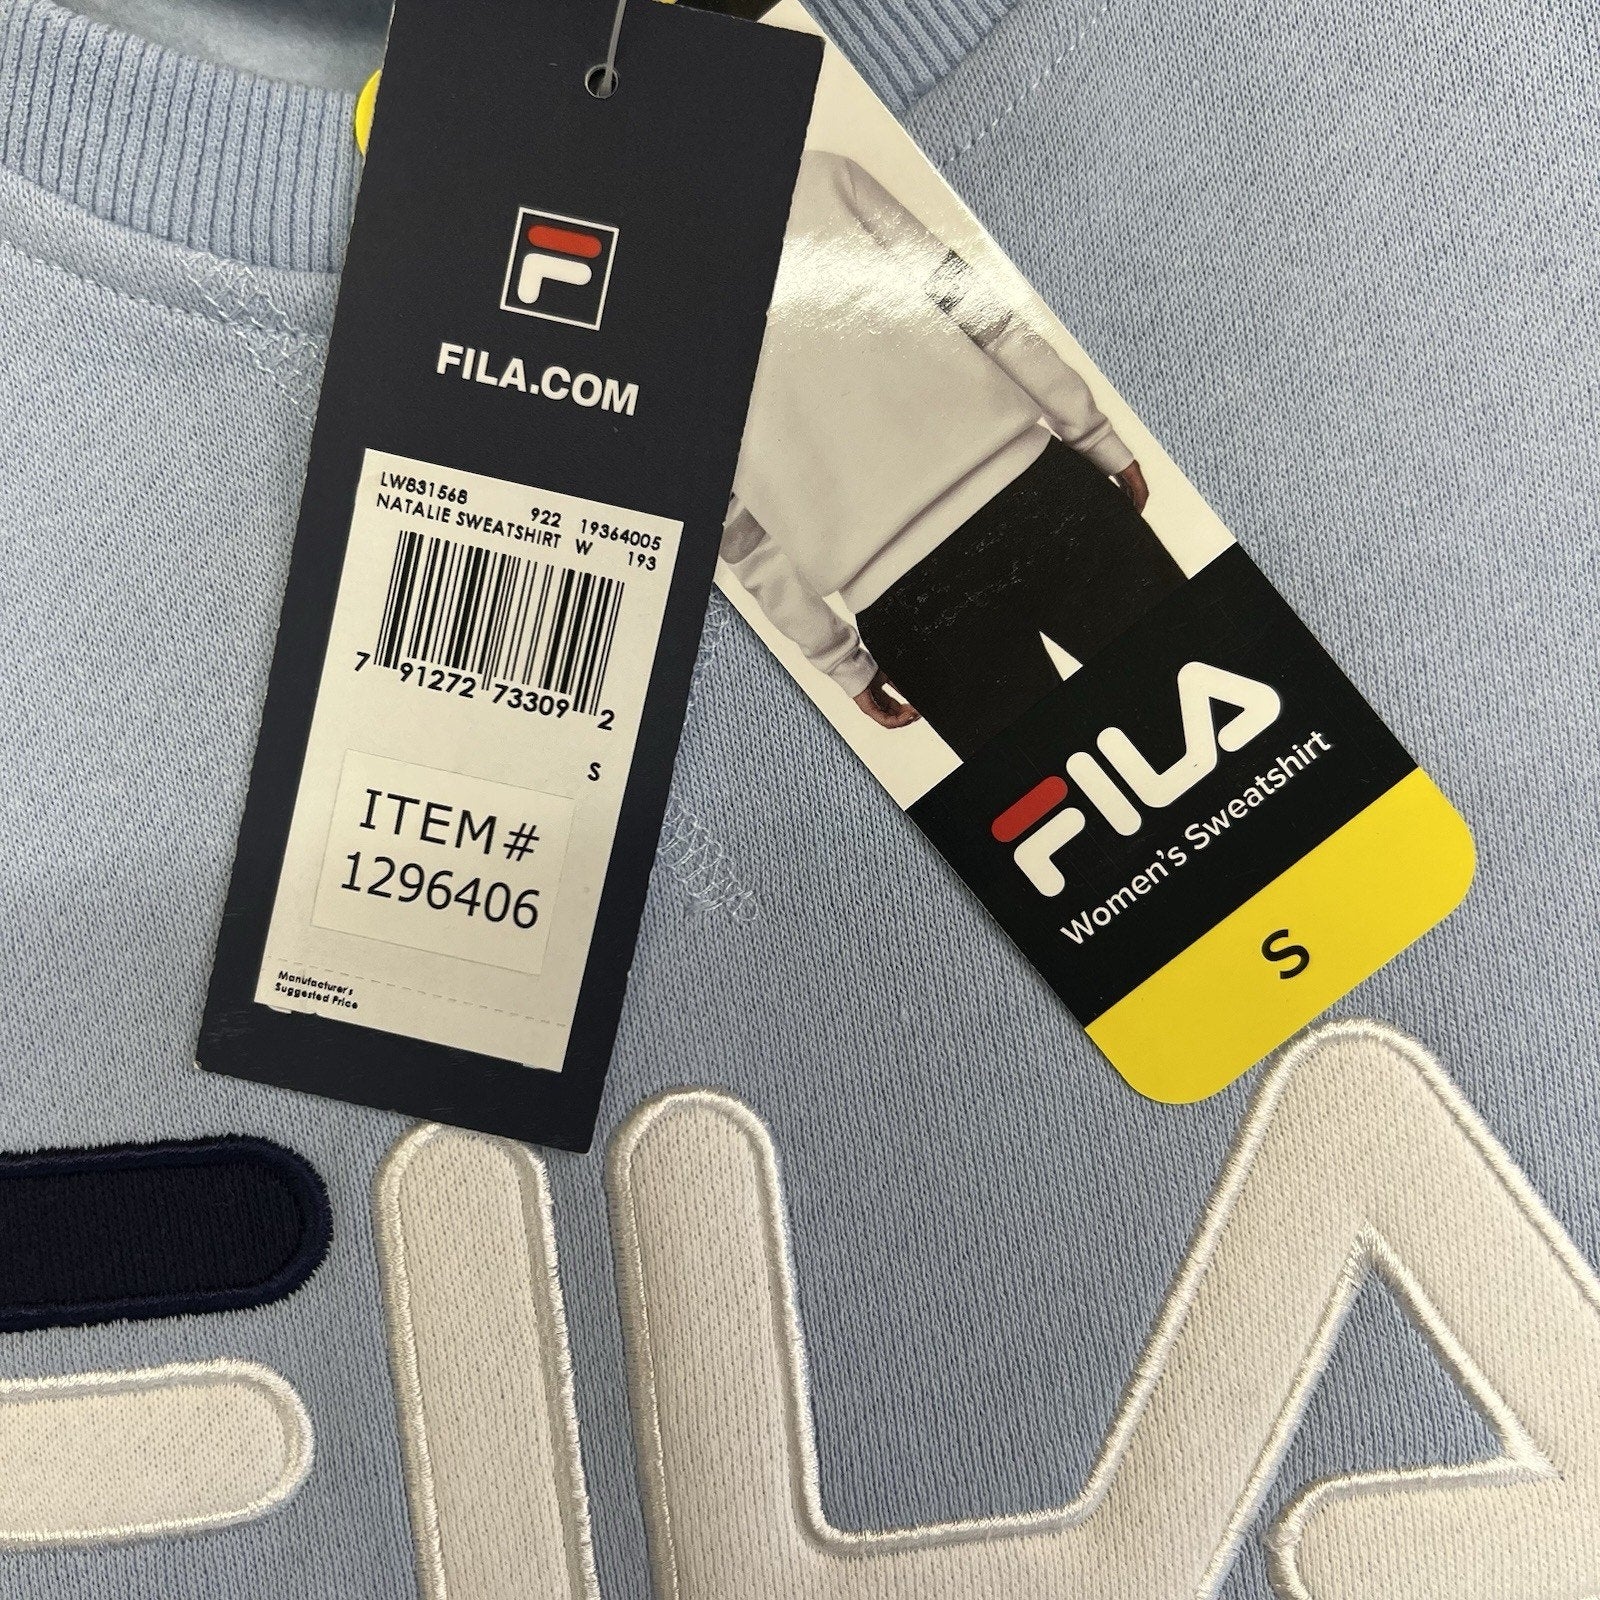 FILA.COM
LW831568
922 19364005
NATALIE SWEATSHIRT W 193
7 91272 73309 2
S
ITEM#
1296406
Manufacturer's
Suggested Price
FILA
Women's Sweatshirt
S
FILA